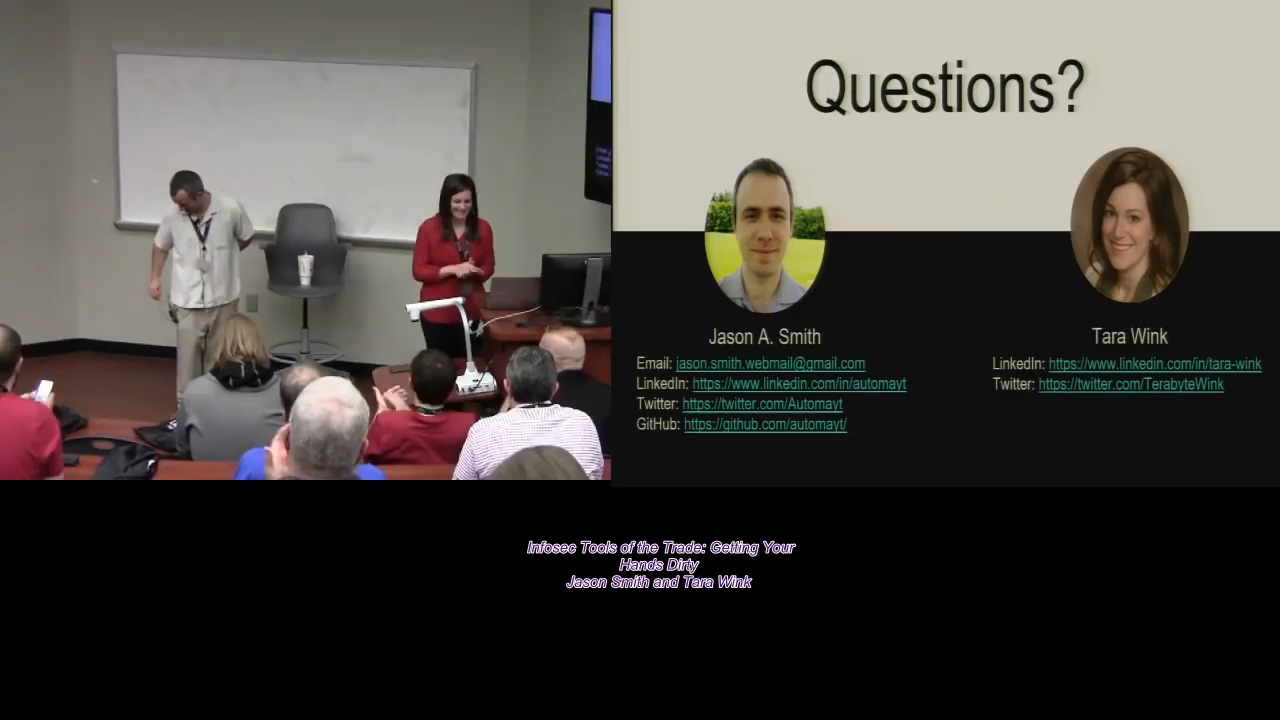 Questions?
Jason A. Smith
Email: jason.smith.webmail@gmail.com
LinkedIn: https://www.linkedin.com/in/automayt
Twitter: https://twitter.com/Automayt
GitHub: https://github.com/automayt/
Tara Wink
LinkedIn: https://www.linkedin.com/in/tara-wink
Twitter: https://twitter.com/TerabyteWink
Infosec Tools of the Trade: Getting Your
Hands Dirty
Jason Smith and Tara Wink